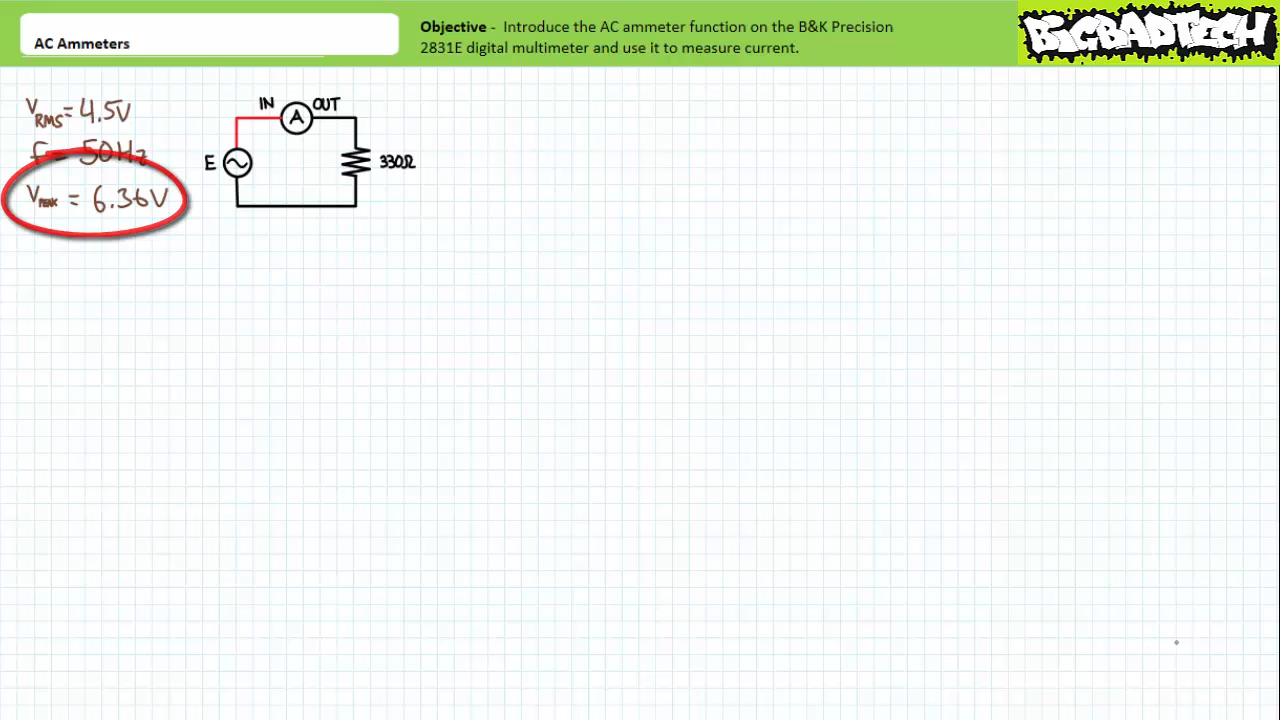 AC Ammeters
Objective - Introduce the AC ammeter function on the B&K Precision
2831E digital multimeter and use it to measure current.
BIGBADTECH
VRMS = 4.5V
f = 50Hz
VPEAK = 6.36V
IN
OUT
A
E
330Ω